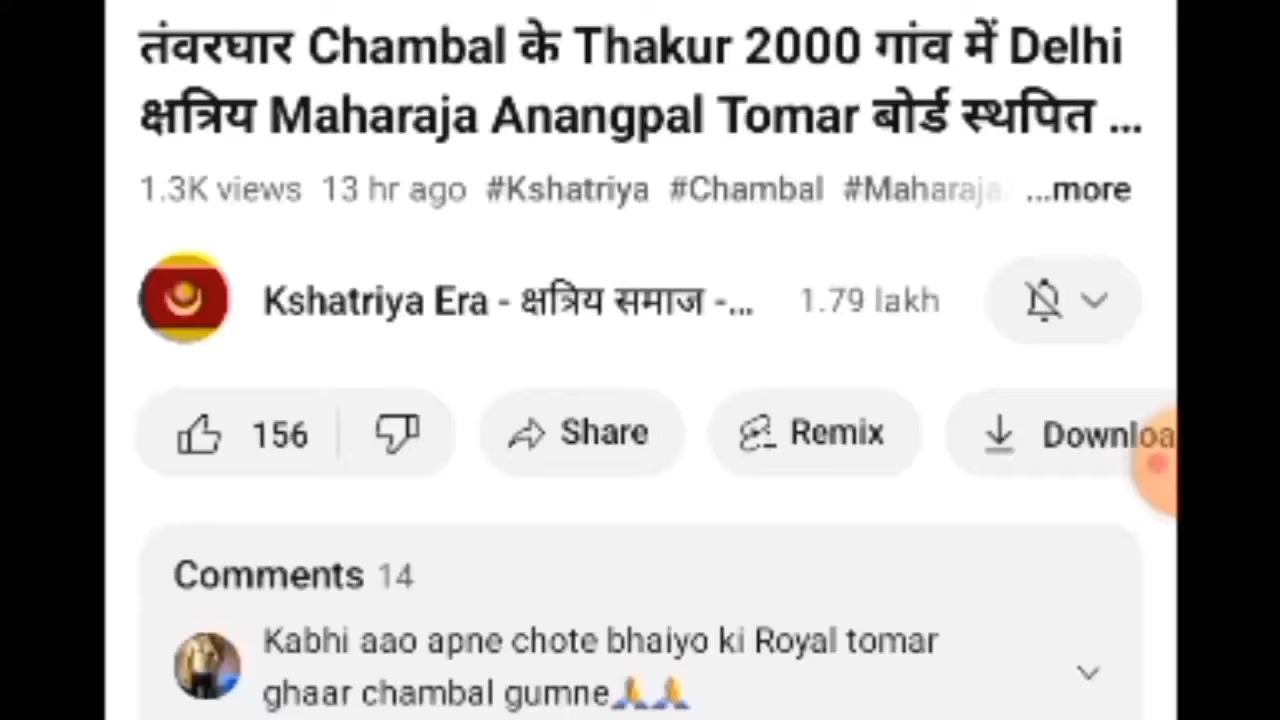 तंवरघार Chambal के Thakur 2000 गांव में Delhi
क्षत्रिय Maharaja Anangpal Tomar बोर्ड स्थपित ...
1.3K views 13 hr ago #Kshatriya #Chambal #Maharaja ...more
Kshatriya Era - क्षत्रिय समाज -... 1.79 lakh
156 Share Remix Downloa
Comments 14
Kabhi aao apne chote bhaiyo ki Royal tomar
ghaar chambal gumne🙏🙏